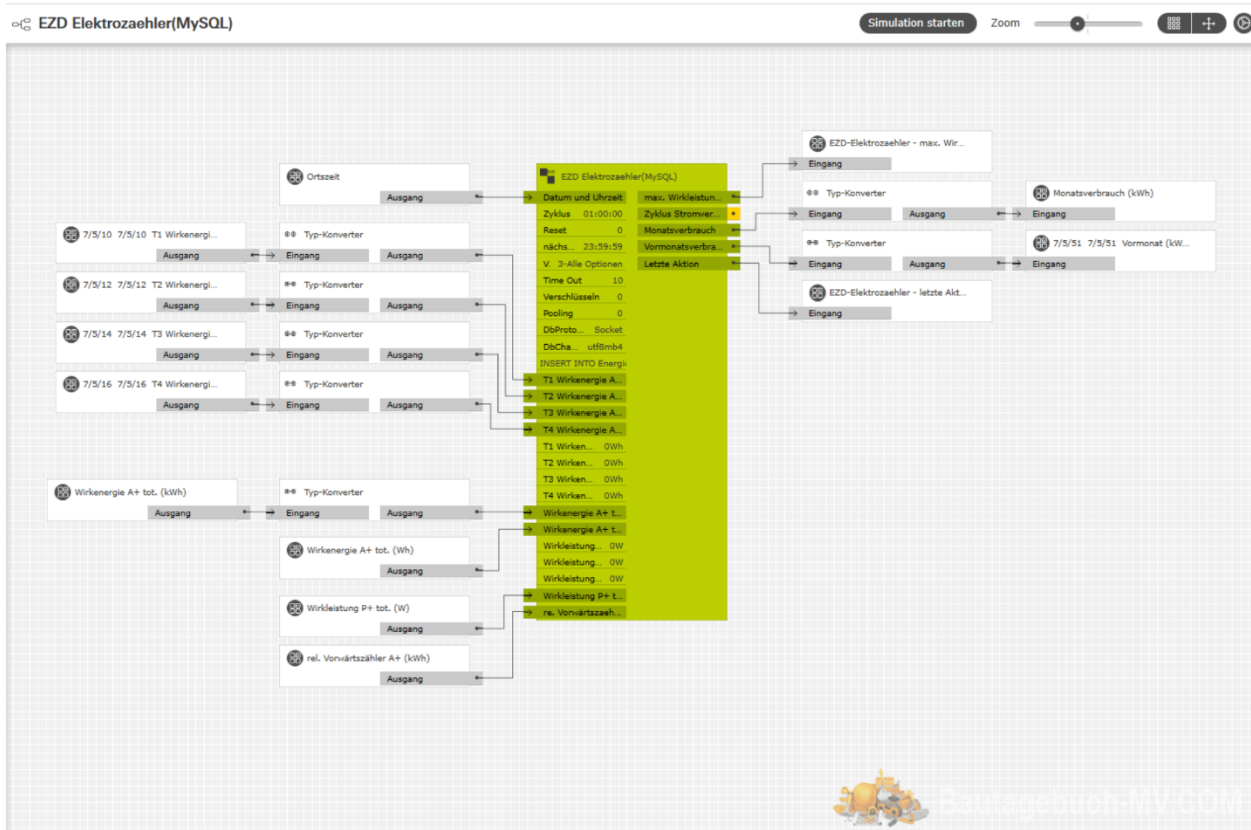 EZD Elektrozaehler(MySQL)
Simulation starten
Zoom
Ortszeit
Ausgang
7/5/10 7/5/10 T1 Wirkenergi...
Ausgang
Typ-Konverter
Eingang Ausgang
7/5/12 7/5/12 T2 Wirkenergi...
Ausgang
Typ-Konverter
Eingang Ausgang
7/5/14 7/5/14 T3 Wirkenergi...
Ausgang
Typ-Konverter
Eingang Ausgang
7/5/16 7/5/16 T4 Wirkenergi...
Ausgang
Typ-Konverter
Eingang Ausgang
Wirkenergie A+ tot. (kWh)
Ausgang
Typ-Konverter
Eingang Ausgang
Wirkenergie A+ tot. (Wh)
Ausgang
Wirkleistung P+ tot. (W)
Ausgang
rel. Vorwärtszähler A+ (kWh)
Ausgang
EZD Elektrozaehler(MySQL)
Datum und Uhrzeit max. Wirkleistun...
Zyklus 01:00:00 Zyklus Stromver...
Reset 0 Monatsverbrauch
nächs... 23:59:59 Vormonatsverbra...
V. 3-Alle Optionen Letzte Aktion
Time Out 10
Verschlüsseln 0
Pooling 0
DbProto... Socket
DbCha... utf8mb4
INSERT INTO Energi
T1 Wirkenergie A...
T2 Wirkenergie A...
T3 Wirkenergie A...
T4 Wirkenergie A...
T1 Wirken... 0Wh
T2 Wirken... 0Wh
T3 Wirken... 0Wh
T4 Wirken... 0Wh
Wirkenergie A+ t...
Wirkenergie A+ t...
Wirkleistung... 0W
Wirkleistung... 0W
Wirkleistung... 0W
Wirkleistung P+ t...
re. Vorwärtszaeh...
EZD-Elektrozaehler - max. Wir...
Eingang
Typ-Konverter
Eingang Ausgang
Monatsverbrauch (kWh)
Eingang
Typ-Konverter
Eingang Ausgang
7/5/51 7/5/51 Vormonat (kW...
Eingang
EZD-Elektrozaehler - letzte Akt...
Eingang